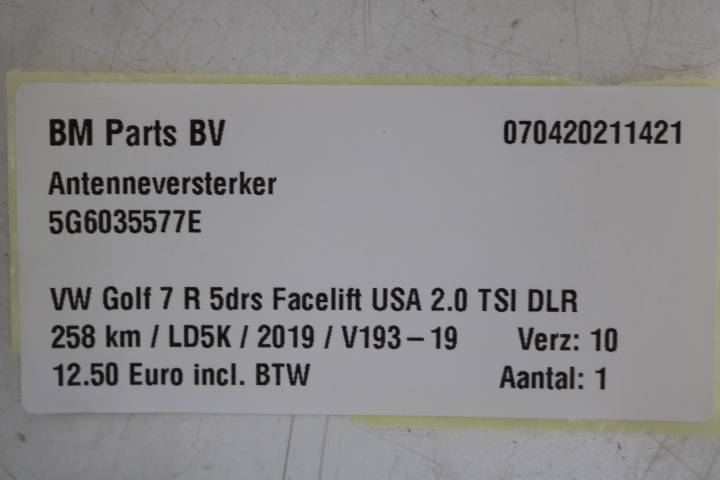 BM Parts BV 070420211421
Antenneversterker
5G6035577E
VW Golf 7 R 5drs Facelift USA 2.0 TSI DLR
258 km / LD5K / 2019 / V193-19 Verz: 10
12.50 Euro incl. BTW Aantal: 1